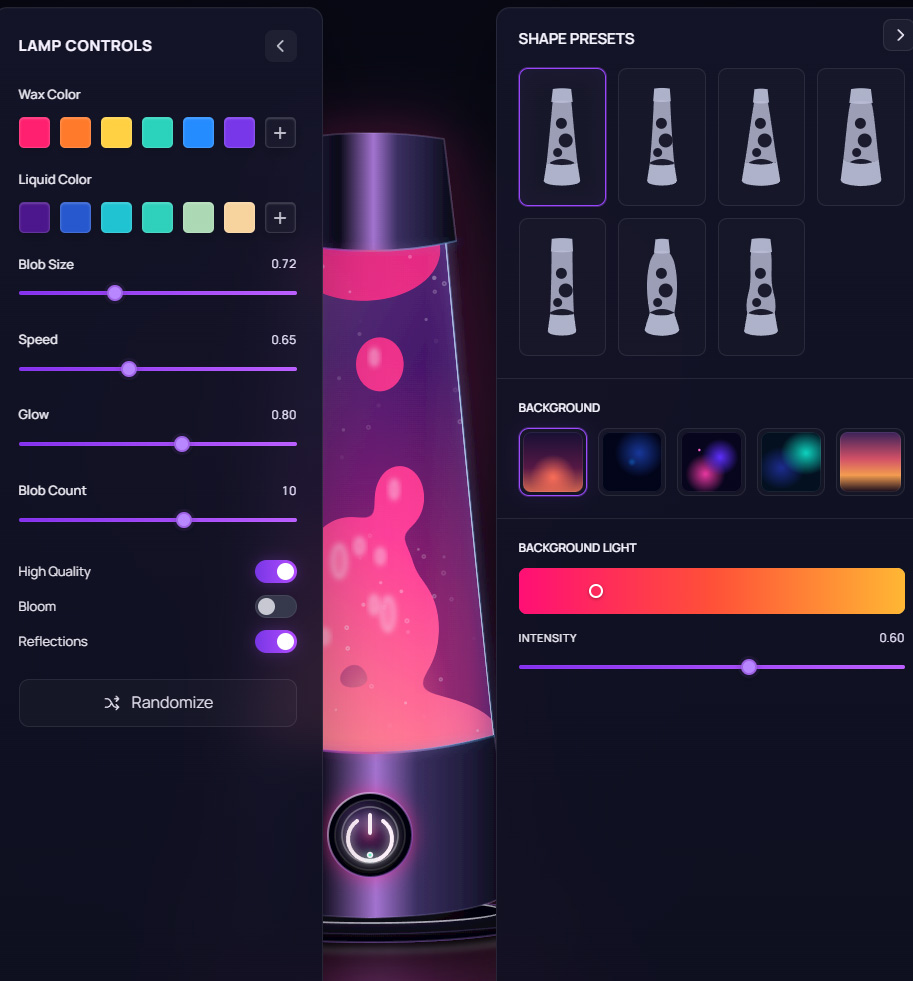 LAMP CONTROLS
Wax Color
Liquid Color
Blob Size 0.72
Speed 0.65
Glow 0.80
Blob Count 10
High Quality
Bloom
Reflections
Randomize
SHAPE PRESETS
BACKGROUND
BACKGROUND LIGHT
INTENSITY 0.60